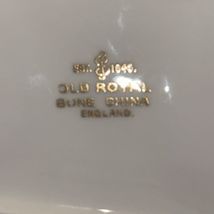 Est. 1846.
OLD ROYAL
BONE CHINA
ENGLAND.